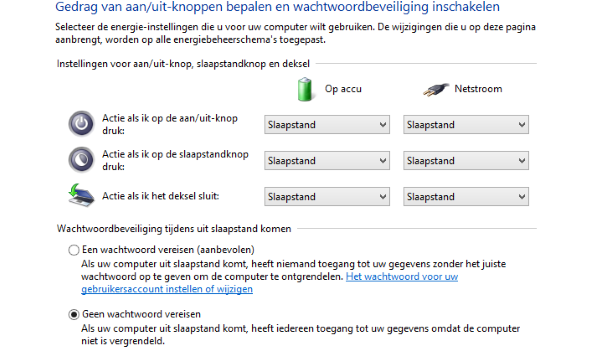 Gedrag van aan/uit-knoppen bepalen en wachtwoordbeveiliging inschakelen
Selecteer de energie-instellingen die u voor uw computer wilt gebruiken. De wijzigingen die u op deze pagina
aanbrengt, worden op alle energiebeheerschema's toegepast.
Instellingen voor aan/uit-knop, slaapstandknop en deksel
Op accu
Netstroom
Actie als ik op de aan/uit-knop
druk:
Slaapstand
Slaapstand
Actie als ik op de slaapstandknop
druk:
Slaapstand
Slaapstand
Actie als ik het deksel sluit:
Slaapstand
Slaapstand
Wachtwoordbeveiliging tijdens uit slaapstand komen
Een wachtwoord vereisen (aanbevolen)
Als uw computer uit slaapstand komt, heeft niemand toegang tot uw gegevens zonder het juiste
wachtwoord op te geven om de computer te ontgrendelen. Het wachtwoord voor uw
gebruikersaccount instellen of wijzigen
Geen wachtwoord vereisen
Als uw computer uit slaapstand komt, heeft iedereen toegang tot uw gegevens omdat de computer
niet is vergrendeld.